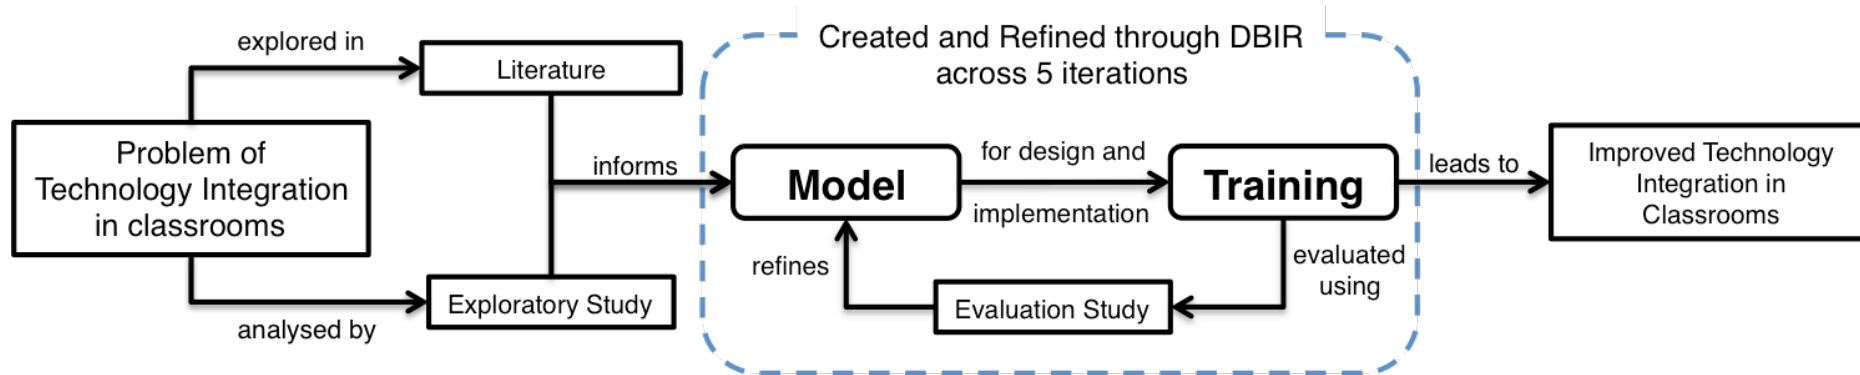 explored in
Literature
Problem of
Technology Integration
in classrooms
analysed by
Exploratory Study
informs
Created and Refined through DBIR
across 5 iterations
Model
for design and
implementation
Training
refines
Evaluation Study
evaluated
using
leads to
Improved Technology
Integration in
Classrooms